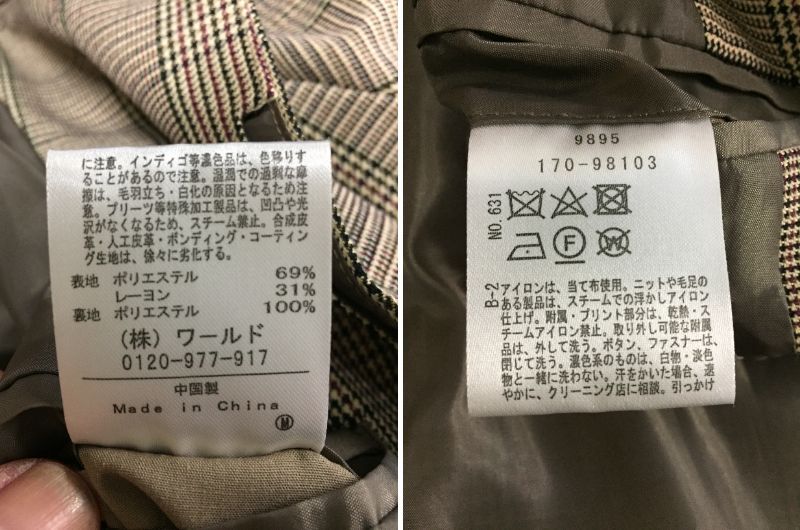 に注意。インディゴ等濃色品は、色移りす
ることがあるので注意。湿潤での過剰な摩
擦は、毛羽立ち・白化の原因となるため注
意。プリーツ等特殊加工製品は、凹凸や光
沢がなくなるため、スチーム禁止。合成皮
革・人工皮革・ボンディング・コーティン
グ生地は、徐々に劣化する。
表地 ポリエステル 69%
レーヨン 31%
裏地 ポリエステル 100%
(株) ワールド
0120-977-917
中国製
Made in China
M
9895
170-98103
NO.631
F
W
B-2
アイロンは、当て布使用。ニットや毛足の
ある製品は、スチームでの浮かしアイロン
仕上げ。附属・プリント部分は、乾熱・ス
チームアイロン禁止。取り外し可能な附属
品は、外して洗う。ボタン、ファスナーは、
閉じて洗う。濃色系のものは、白物・淡色
物と一緒に洗わない。汗をかいた場合、速
やかに、クリーニング店に相談。引っかけ